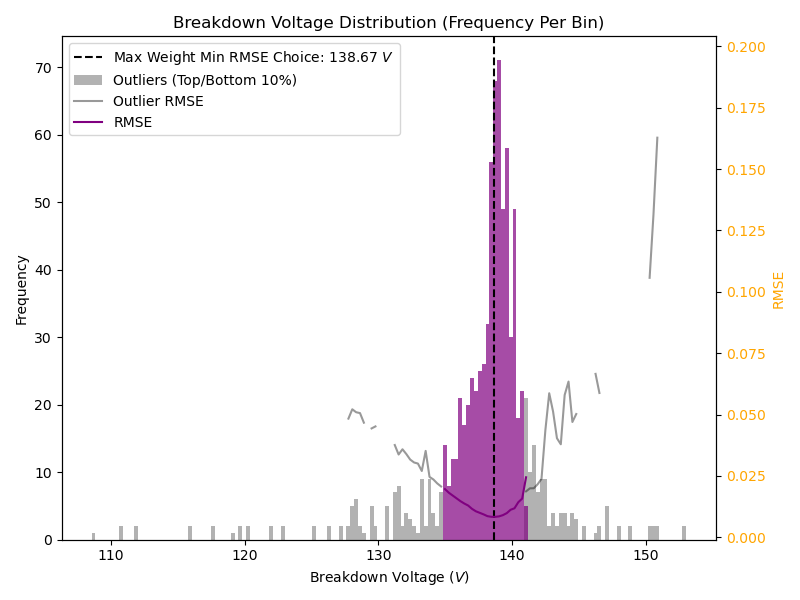 Breakdown Voltage Distribution (Frequency Per Bin)
Max Weight Min RMSE Choice: 138.67 V
Outliers (Top/Bottom 10%)
Outlier RMSE
RMSE
Frequency
70
60
50
40
30
20
10
0
0.200
0.175
0.150
0.125
0.100
0.075
0.050
0.025
0.000
RMSE
110 120 130 140 150
Breakdown Voltage (V)